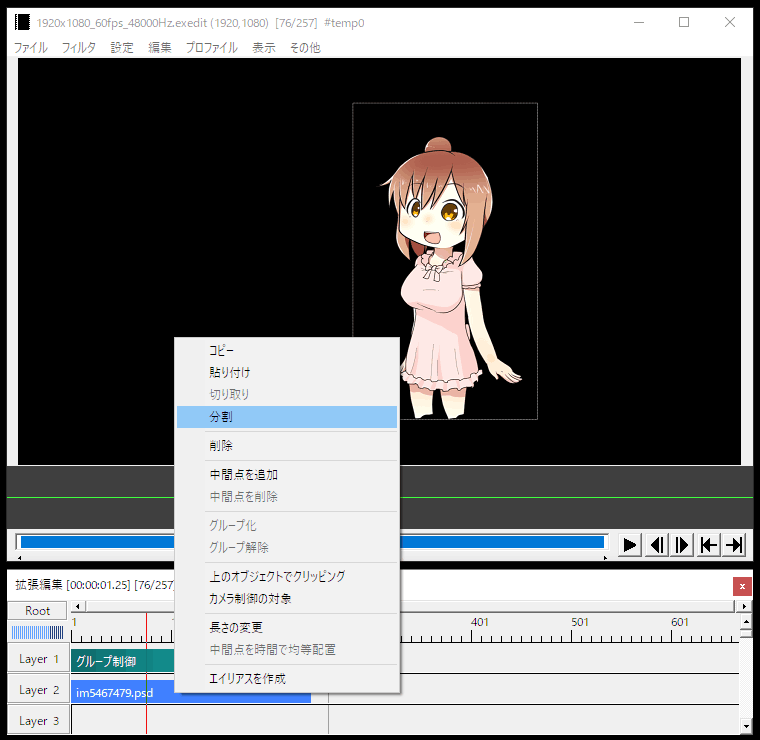 1920x1080_60fps_48000Hz.exedit (1920,1080) [76/257] #temp0
ファイル フィルタ 設定 編集 プロファイル 表示 その他
コピー
貼り付け
切り取り
分割
削除
中間点を追加
中間点を削除
グループ化
グループ解除
上のオブジェクトでクリッピング
カメラ制御の対象
長さの変更
中間点を時間で均等配置
エイリアスを作成
拡張編集 [00:00:01.25] [76/257]
Root
1 401 501 601
Layer 1 グループ制御
Layer 2 im5467479.psd
Layer 3